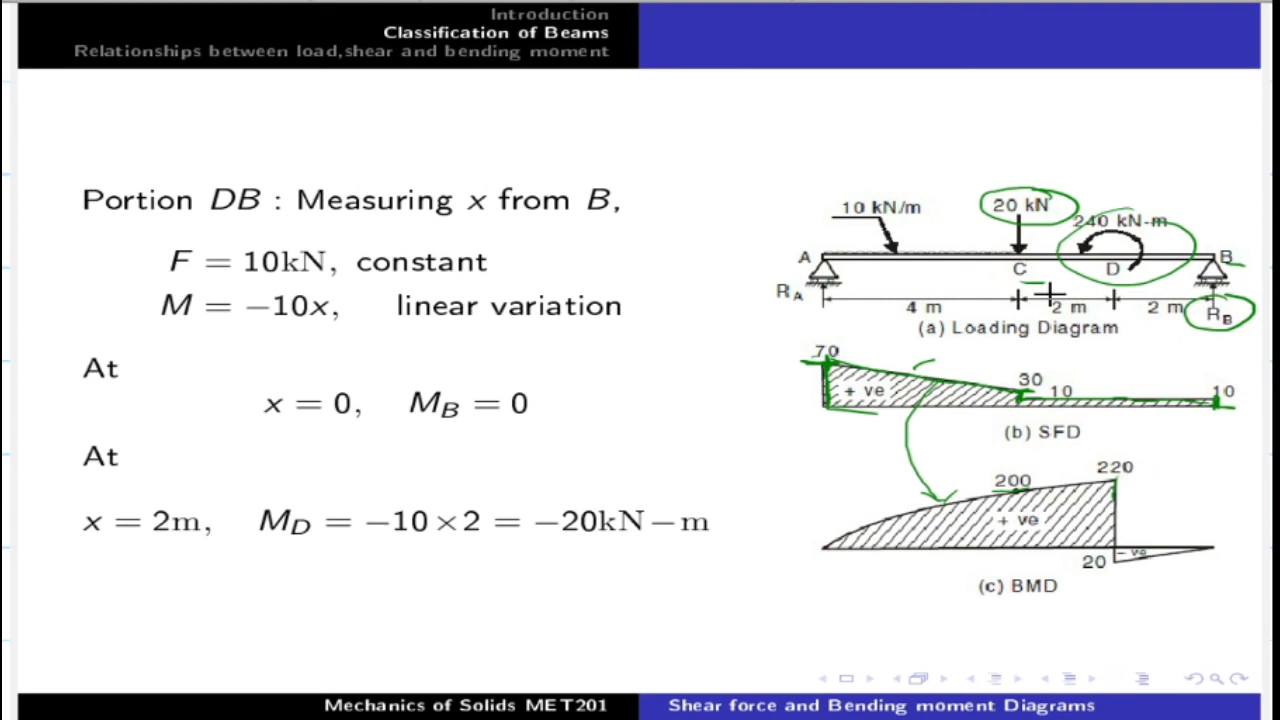 Introduction
Classification of Beams
Relationships between load,shear and bending moment
Portion DB : Measuring x from B,
F = 10kN, constant
M = −10x, linear variation
At
x = 0, M_B = 0
At
x = 2m, M_D = −10 × 2 = −20kN−m
10 kN/m
20 kN
240 kN-m
A
C
D
B
R_A
4 m
2 m
2 m
R_B
(a) Loading Diagram
70
+ ve
30
10
10
(b) SFD
200
220
+ ve
20
− ve
(c) BMD
Mechanics of Solids MET201
Shear force and Bending moment Diagrams